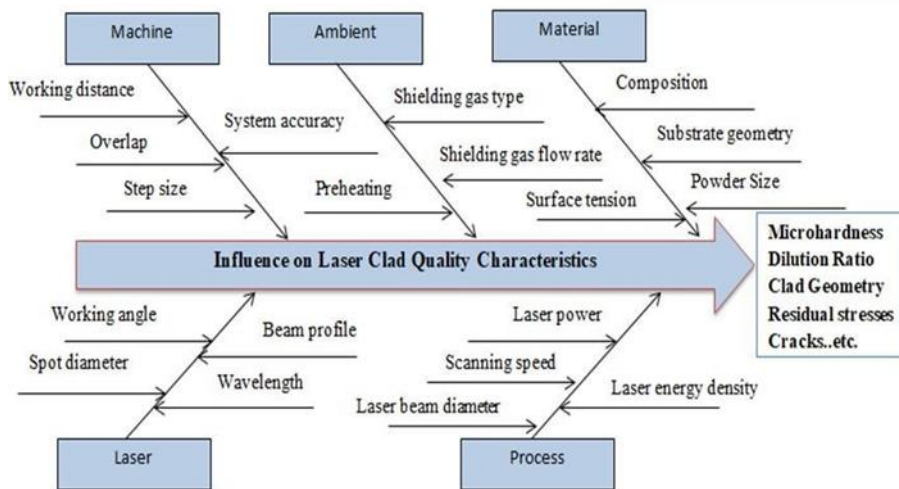 Machine
Ambient
Material
Working distance
Overlap
Step size
System accuracy
Shielding gas type
Shielding gas flow rate
Preheating
Composition
Substrate geometry
Powder Size
Surface tension
Influence on Laser Clad Quality Characteristics
Microhardness
Dilution Ratio
Clad Geometry
Residual stresses
Cracks..etc.
Working angle
Spot diameter
Beam profile
Wavelength
Laser power
Scanning speed
Laser beam diameter
Laser energy density
Laser
Process